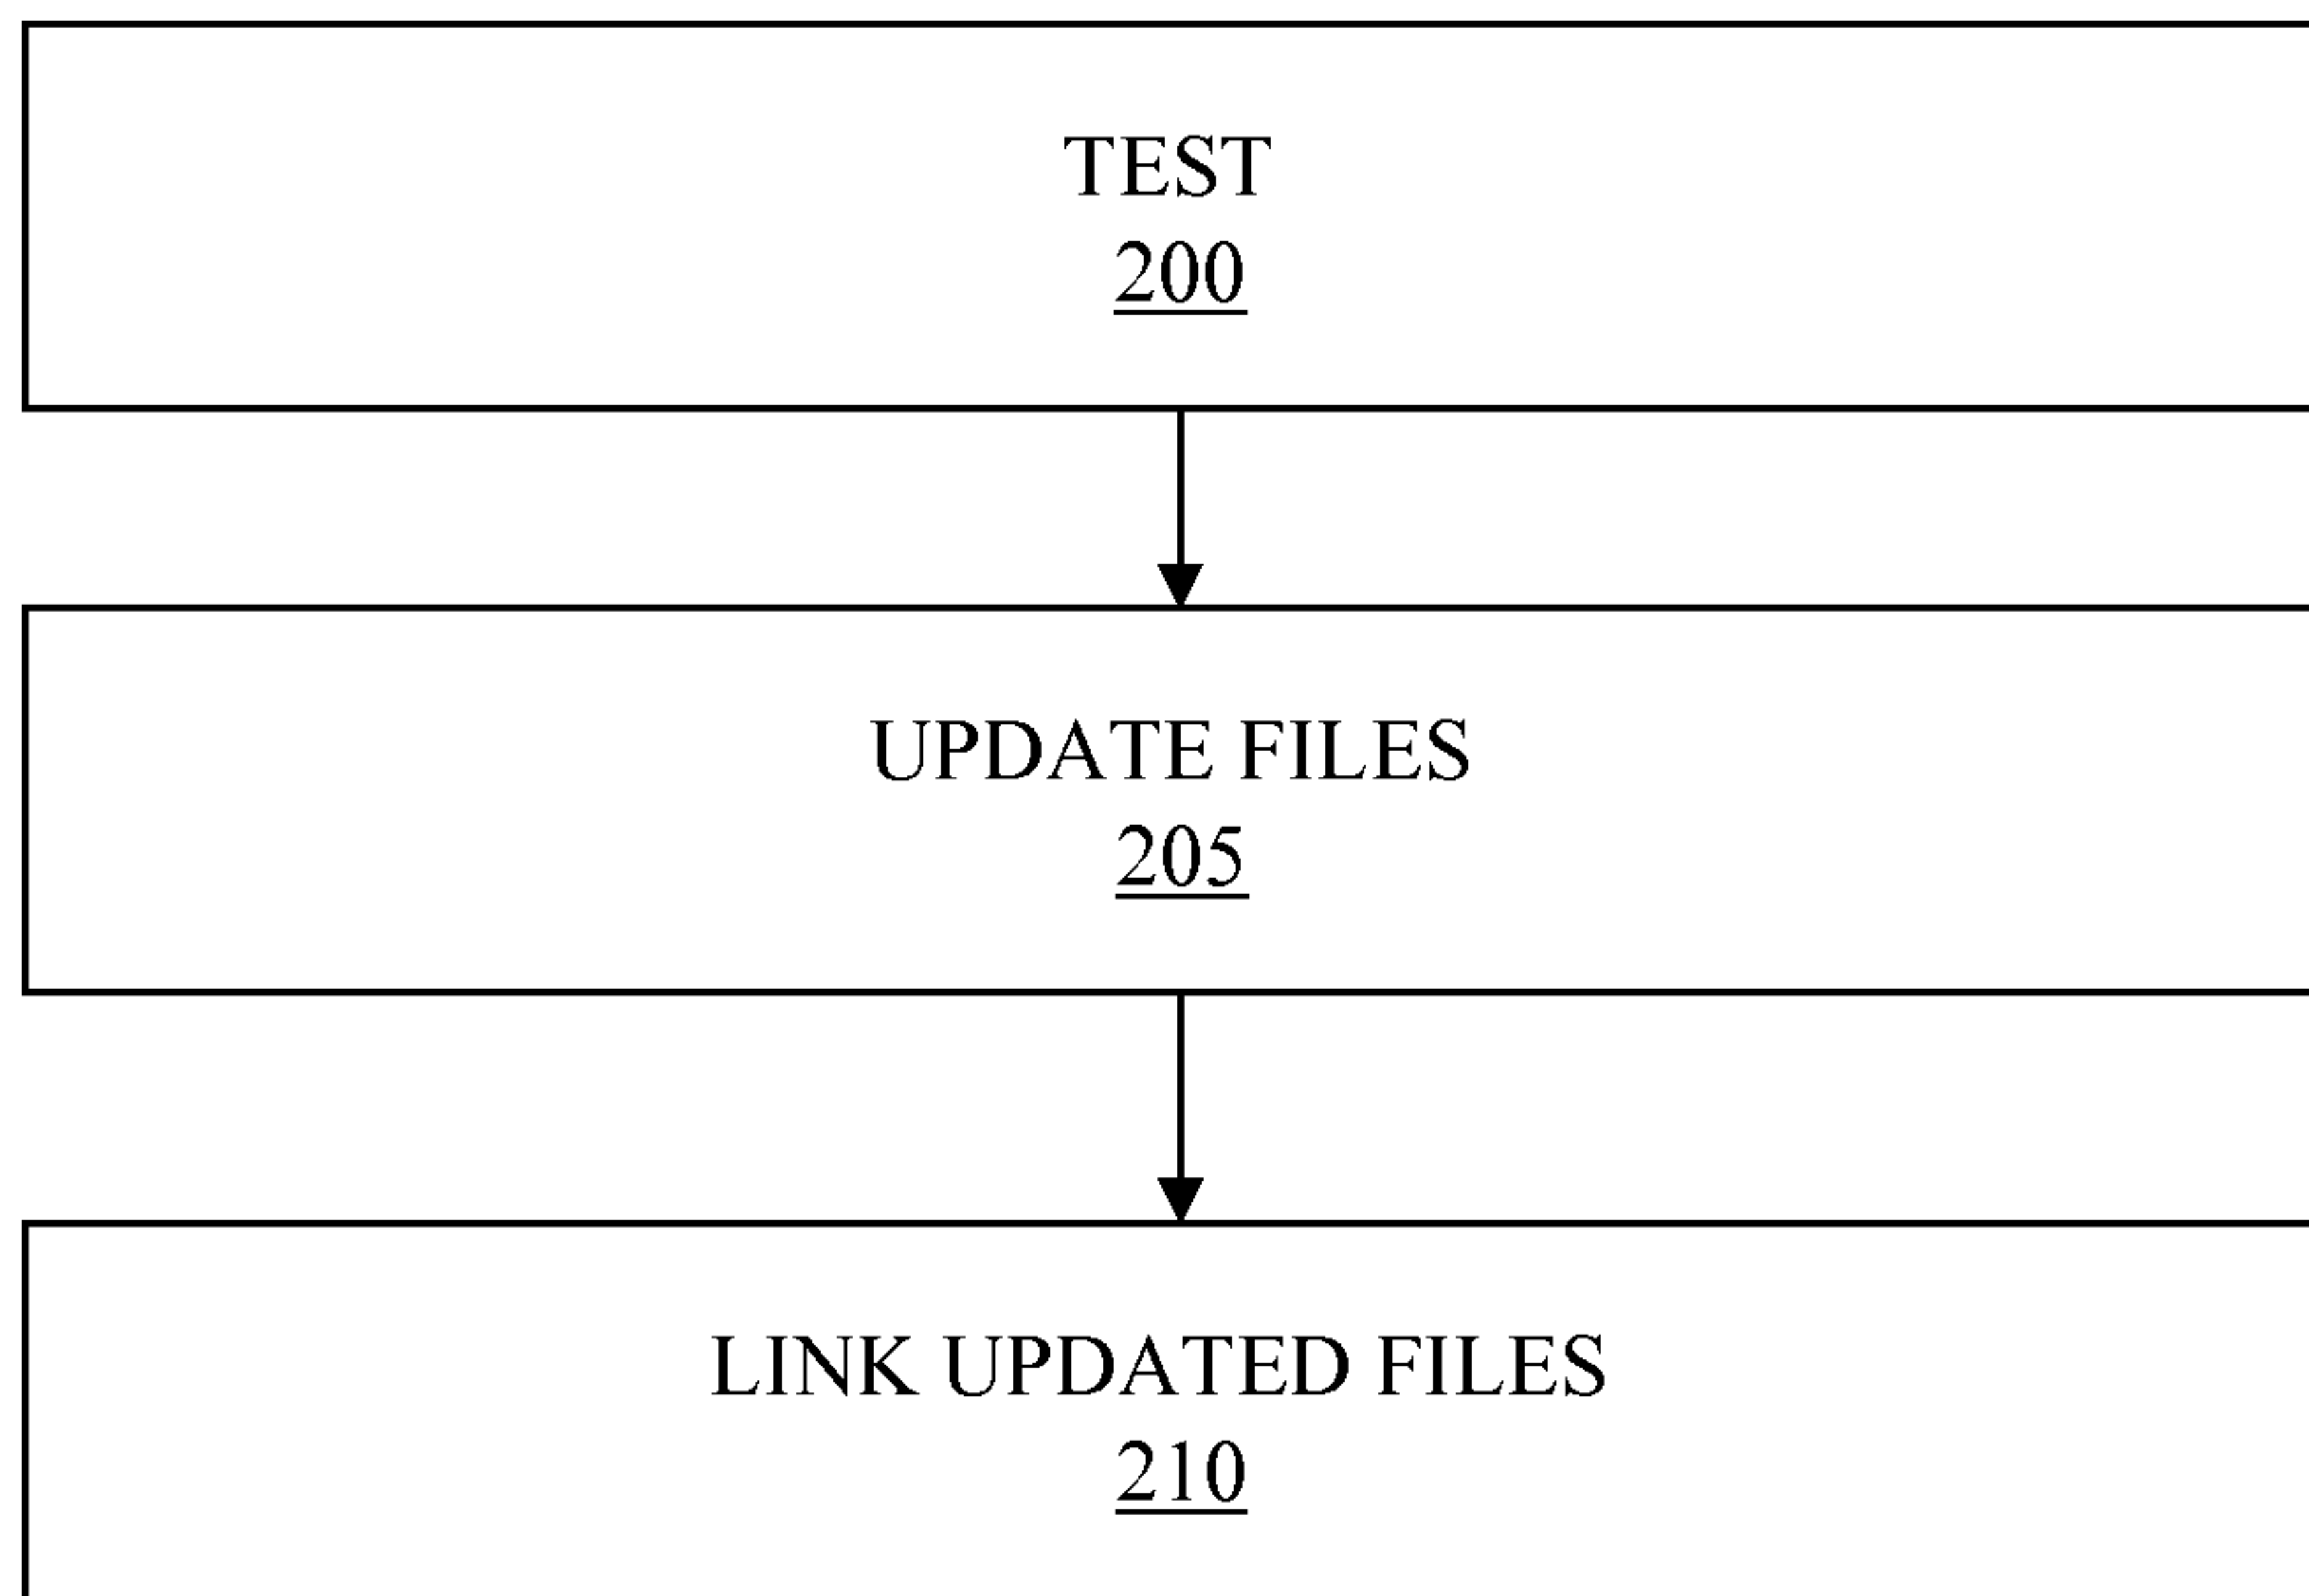 TEST
200
UPDATE FILES
205
LINK UPDATED FILES
210